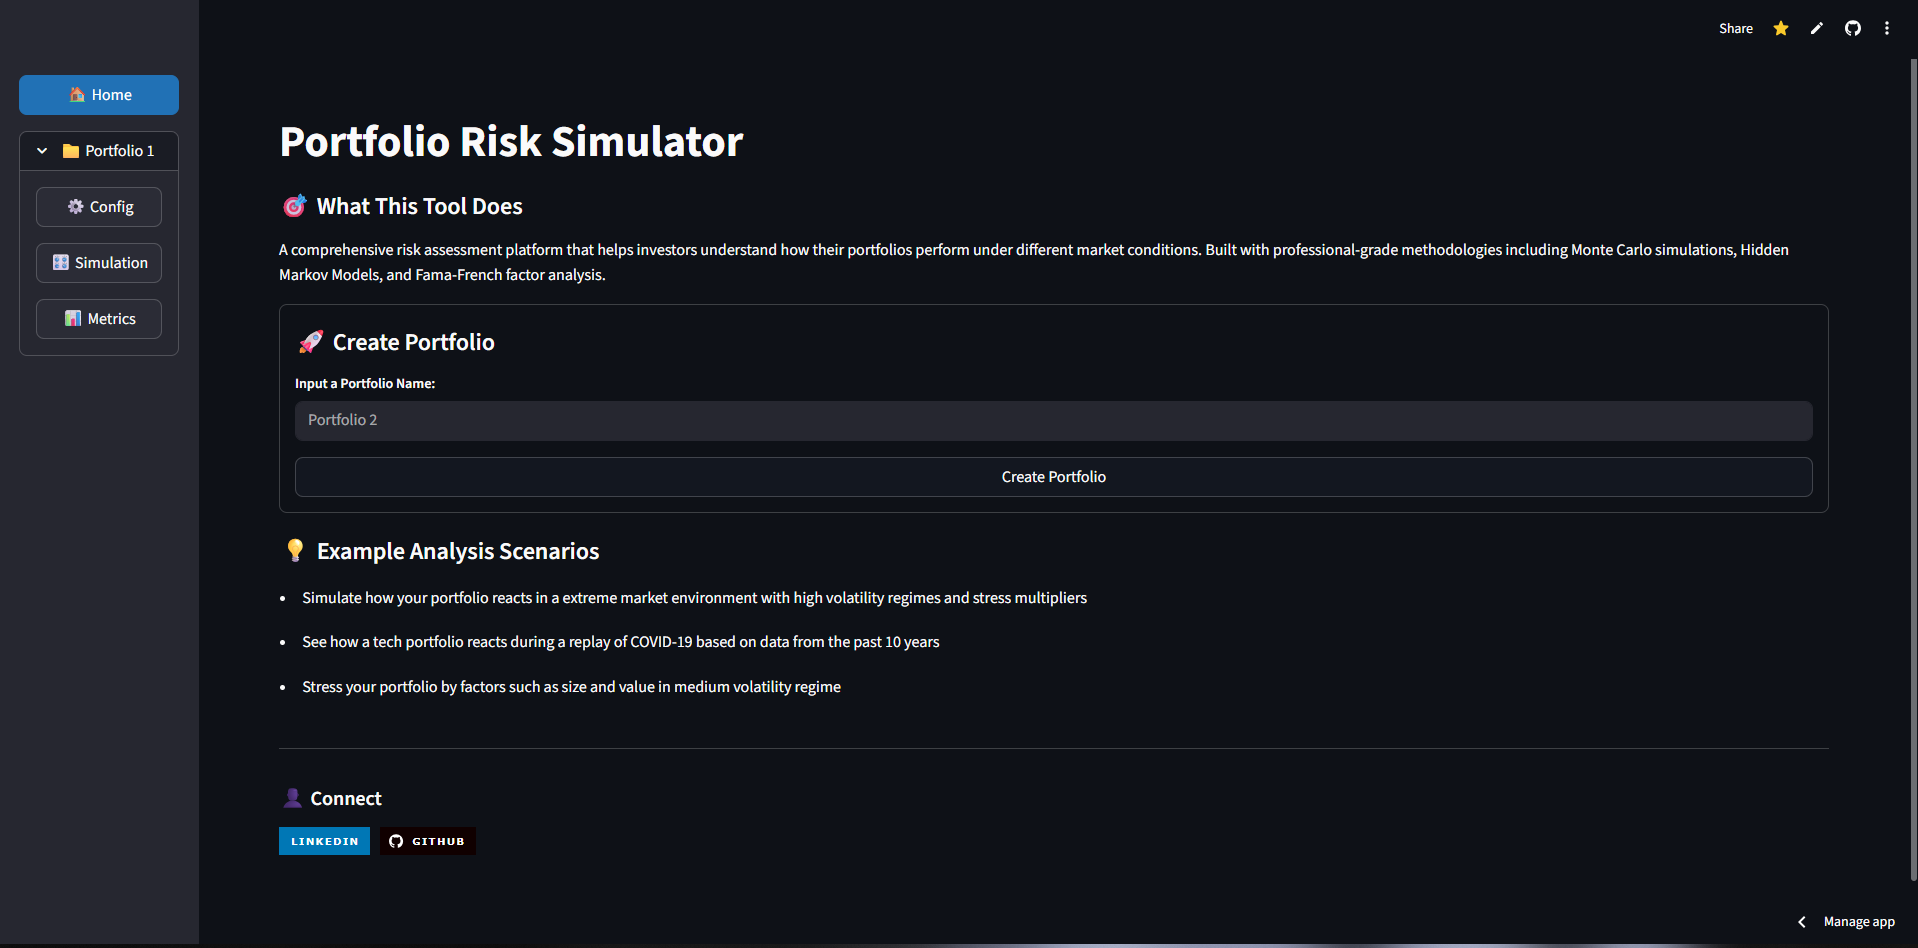 Share
Home
Portfolio 1
Config
Simulation
Metrics
Portfolio Risk Simulator
What This Tool Does
A comprehensive risk assessment platform that helps investors understand how their portfolios perform under different market conditions. Built with professional-grade methodologies including Monte Carlo simulations, Hidden
Markov Models, and Fama-French factor analysis.
Create Portfolio
Input a Portfolio Name:
Portfolio 2
Create Portfolio
Example Analysis Scenarios
• Simulate how your portfolio reacts in a extreme market environment with high volatility regimes and stress multipliers
• See how a tech portfolio reacts during a replay of COVID-19 based on data from the past 10 years
• Stress your portfolio by factors such as size and value in medium volatility regime
Connect
LINKEDIN GITHUB
Manage app